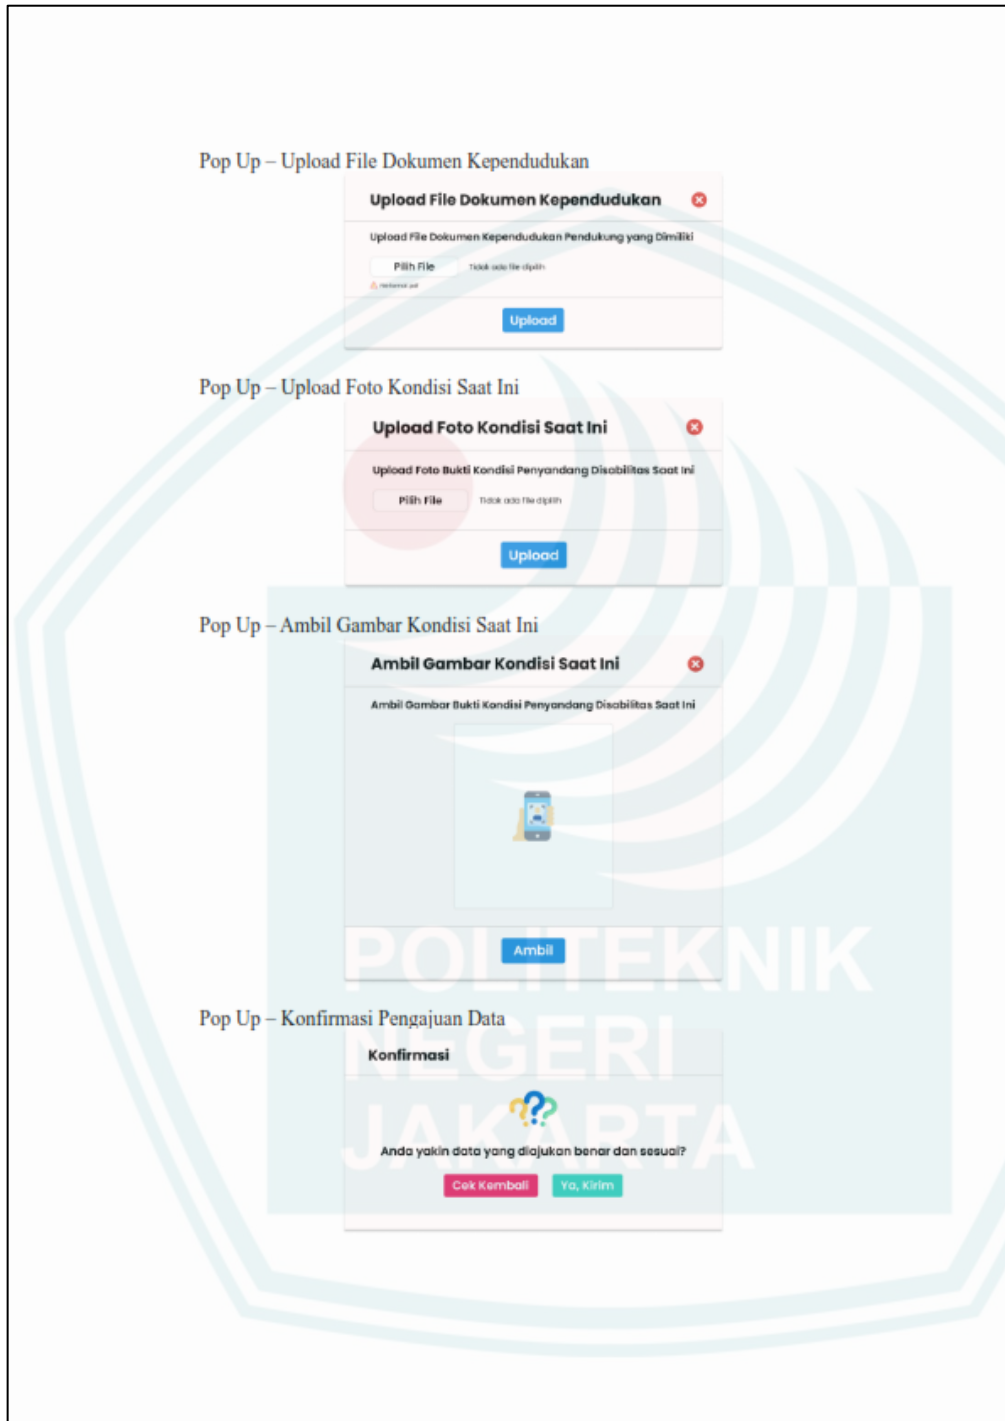 Pop Up – Upload File Dokumen Kependudukan
Upload File Dokumen Kependudukan
Upload File Dokumen Kependudukan Pendukung yang Dimiliki
Pilih File Tidak ada file dipilih
Upload
Pop Up – Upload Foto Kondisi Saat Ini
Upload Foto Kondisi Saat Ini
Upload Foto Bukti Kondisi Penyandang Disabilitas Saat Ini
Pilih File Tidak ada file dipilih
Upload
Pop Up – Ambil Gambar Kondisi Saat Ini
Ambil Gambar Kondisi Saat Ini
Ambil Gambar Bukti Kondisi Penyandang Disabilitas Saat Ini
Ambil
Pop Up – Konfirmasi Pengajuan Data
Konfirmasi
???
Anda yakin data yang diajukan benar dan sesuai?
Cek Kembali Ya, Kirim
POLITEKNIK
NEGERI
JAKARTA